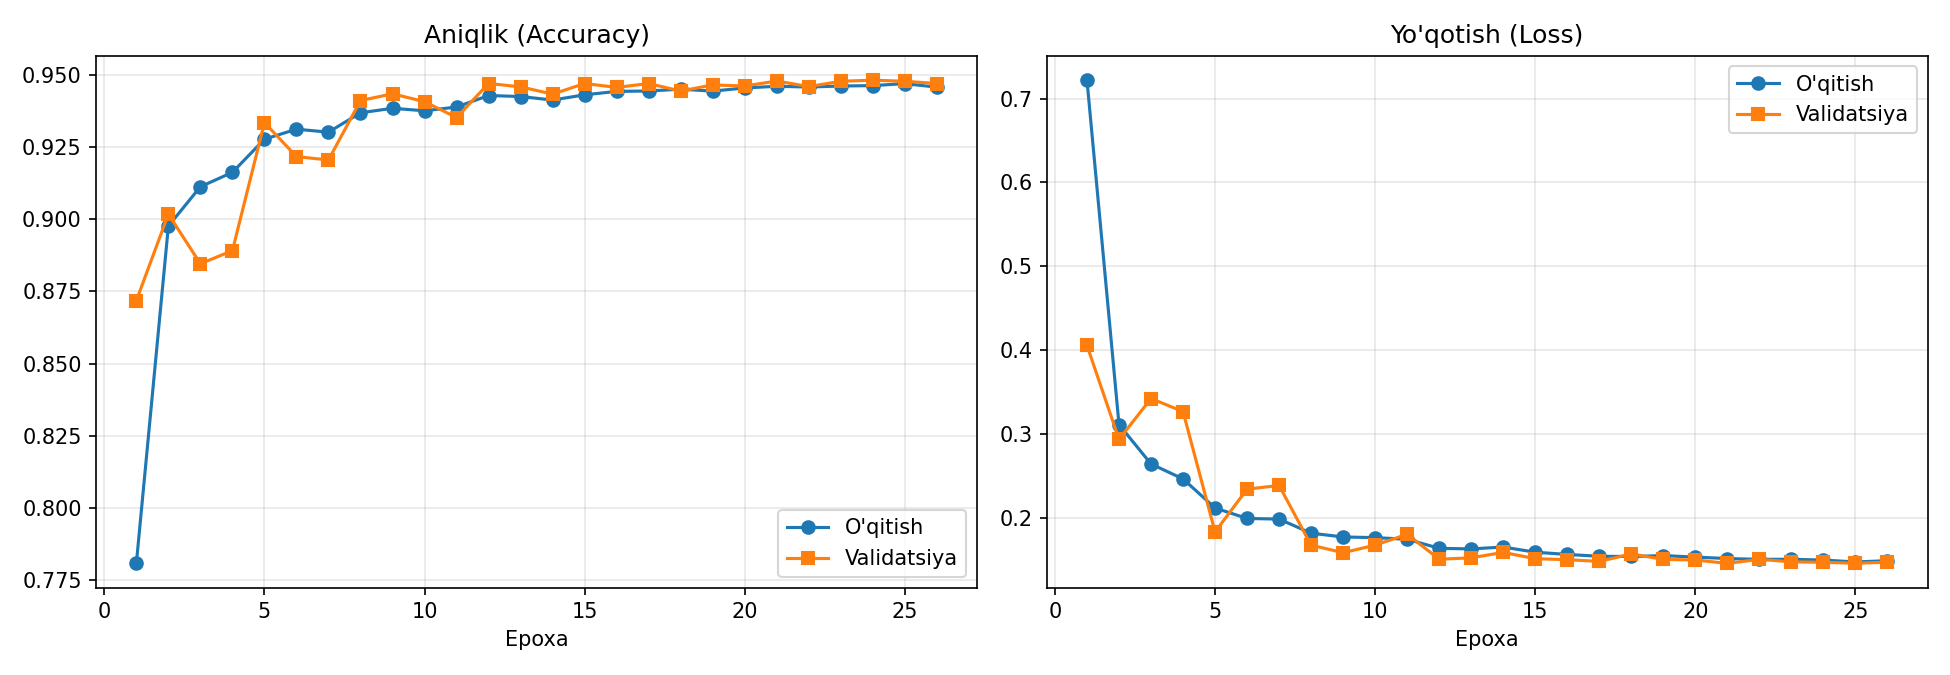 Aniqlik (Accuracy)
0.950
0.925
0.900
0.875
0.850
0.825
0.800
0.775
0 5 10 15 20 25
Epoxa
O'qitish
Validatsiya
Yo'qotish (Loss)
0.7
0.6
0.5
0.4
0.3
0.2
0 5 10 15 20 25
Epoxa
O'qitish
Validatsiya